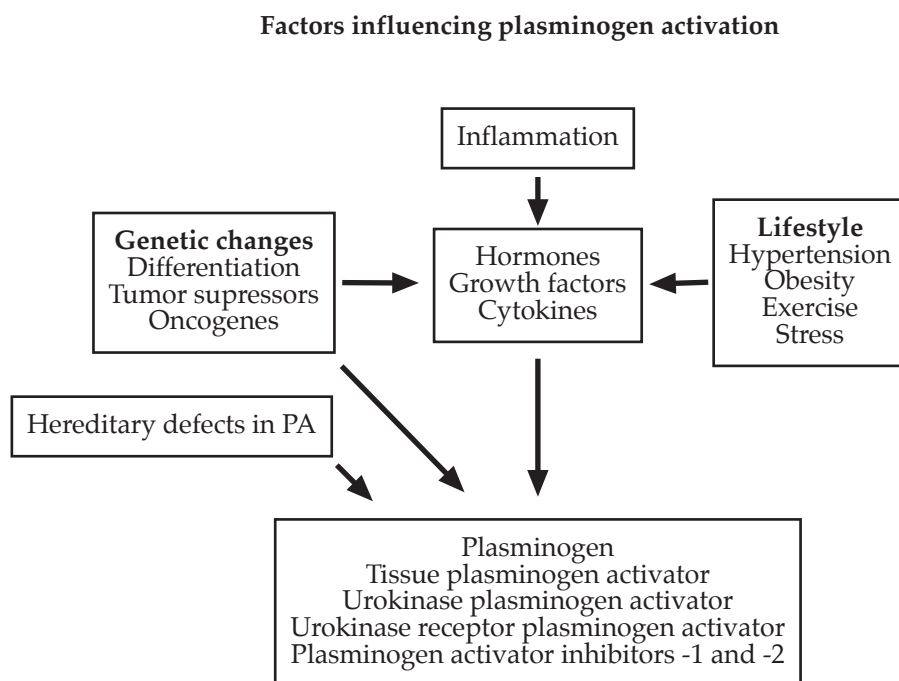 Factors influencing plasminogen activation
Inflammation
Genetic changes
Differentiation
Tumor supressors
Oncogenes
Hormones
Growth factors
Cytokines
Lifestyle
Hypertension
Obesity
Exercise
Stress
Hereditary defects in PA
Plasminogen
Tissue plasminogen activator
Urokinase plasminogen activator
Urokinase receptor plasminogen activator
Plasminogen activator inhibitors -1 and -2